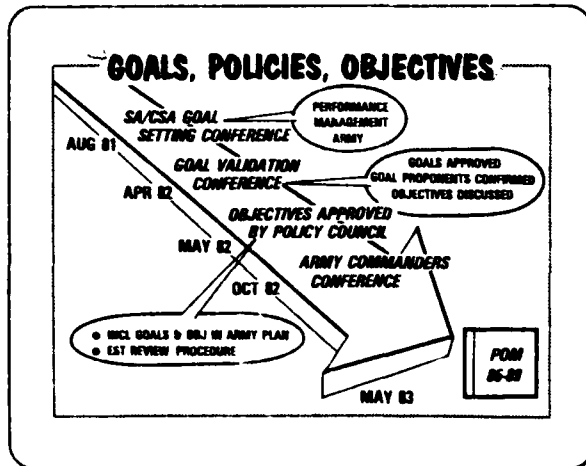 GOALS, POLICIES, OBJECTIVES
SA/CSA GOAL
SETTING CONFERENCE
PERFORMANCE
MANAGEMENT
ARMY
AUG 81
GOAL VALIDATION
CONFERENCE
GOALS APPROVED
GOAL PROPONENTS CONFIRMED
OBJECTIVES DISCUSSED
APR 82
OBJECTIVES APPROVED
BY POLICY COUNCIL
MAY 82
ARMY COMMANDERS
CONFERENCE
OCT 82
● INCL GOALS & OBJ IN ARMY PLAN
● EST REVIEW PROCEDURE
POM
MAY 83